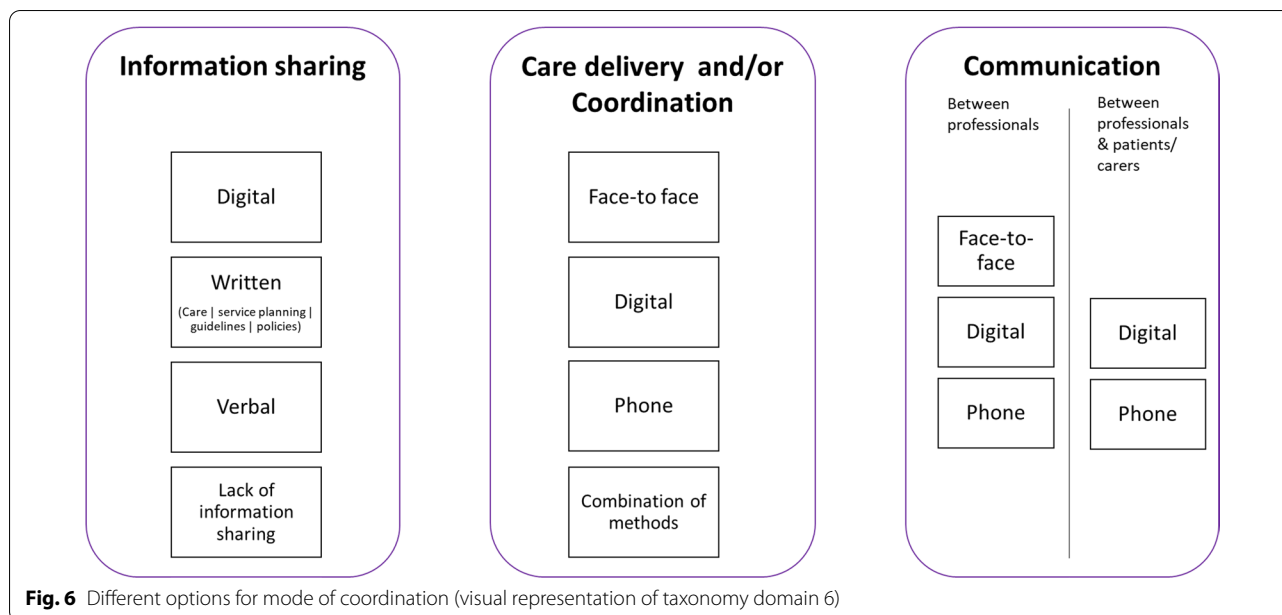 Information sharing
Digital
Written
(Care | service planning |
guidelines | policies)
Verbal
Lack of
information
sharing
Care delivery and/or
Coordination
Face-to face
Digital
Phone
Combination of
methods
Communication
Between
professionals
Face-to-
face
Digital
Phone
Between
professionals
& patients/
carers
Digital
Phone
Fig. 6 Different options for mode of coordination (visual representation of taxonomy domain 6)